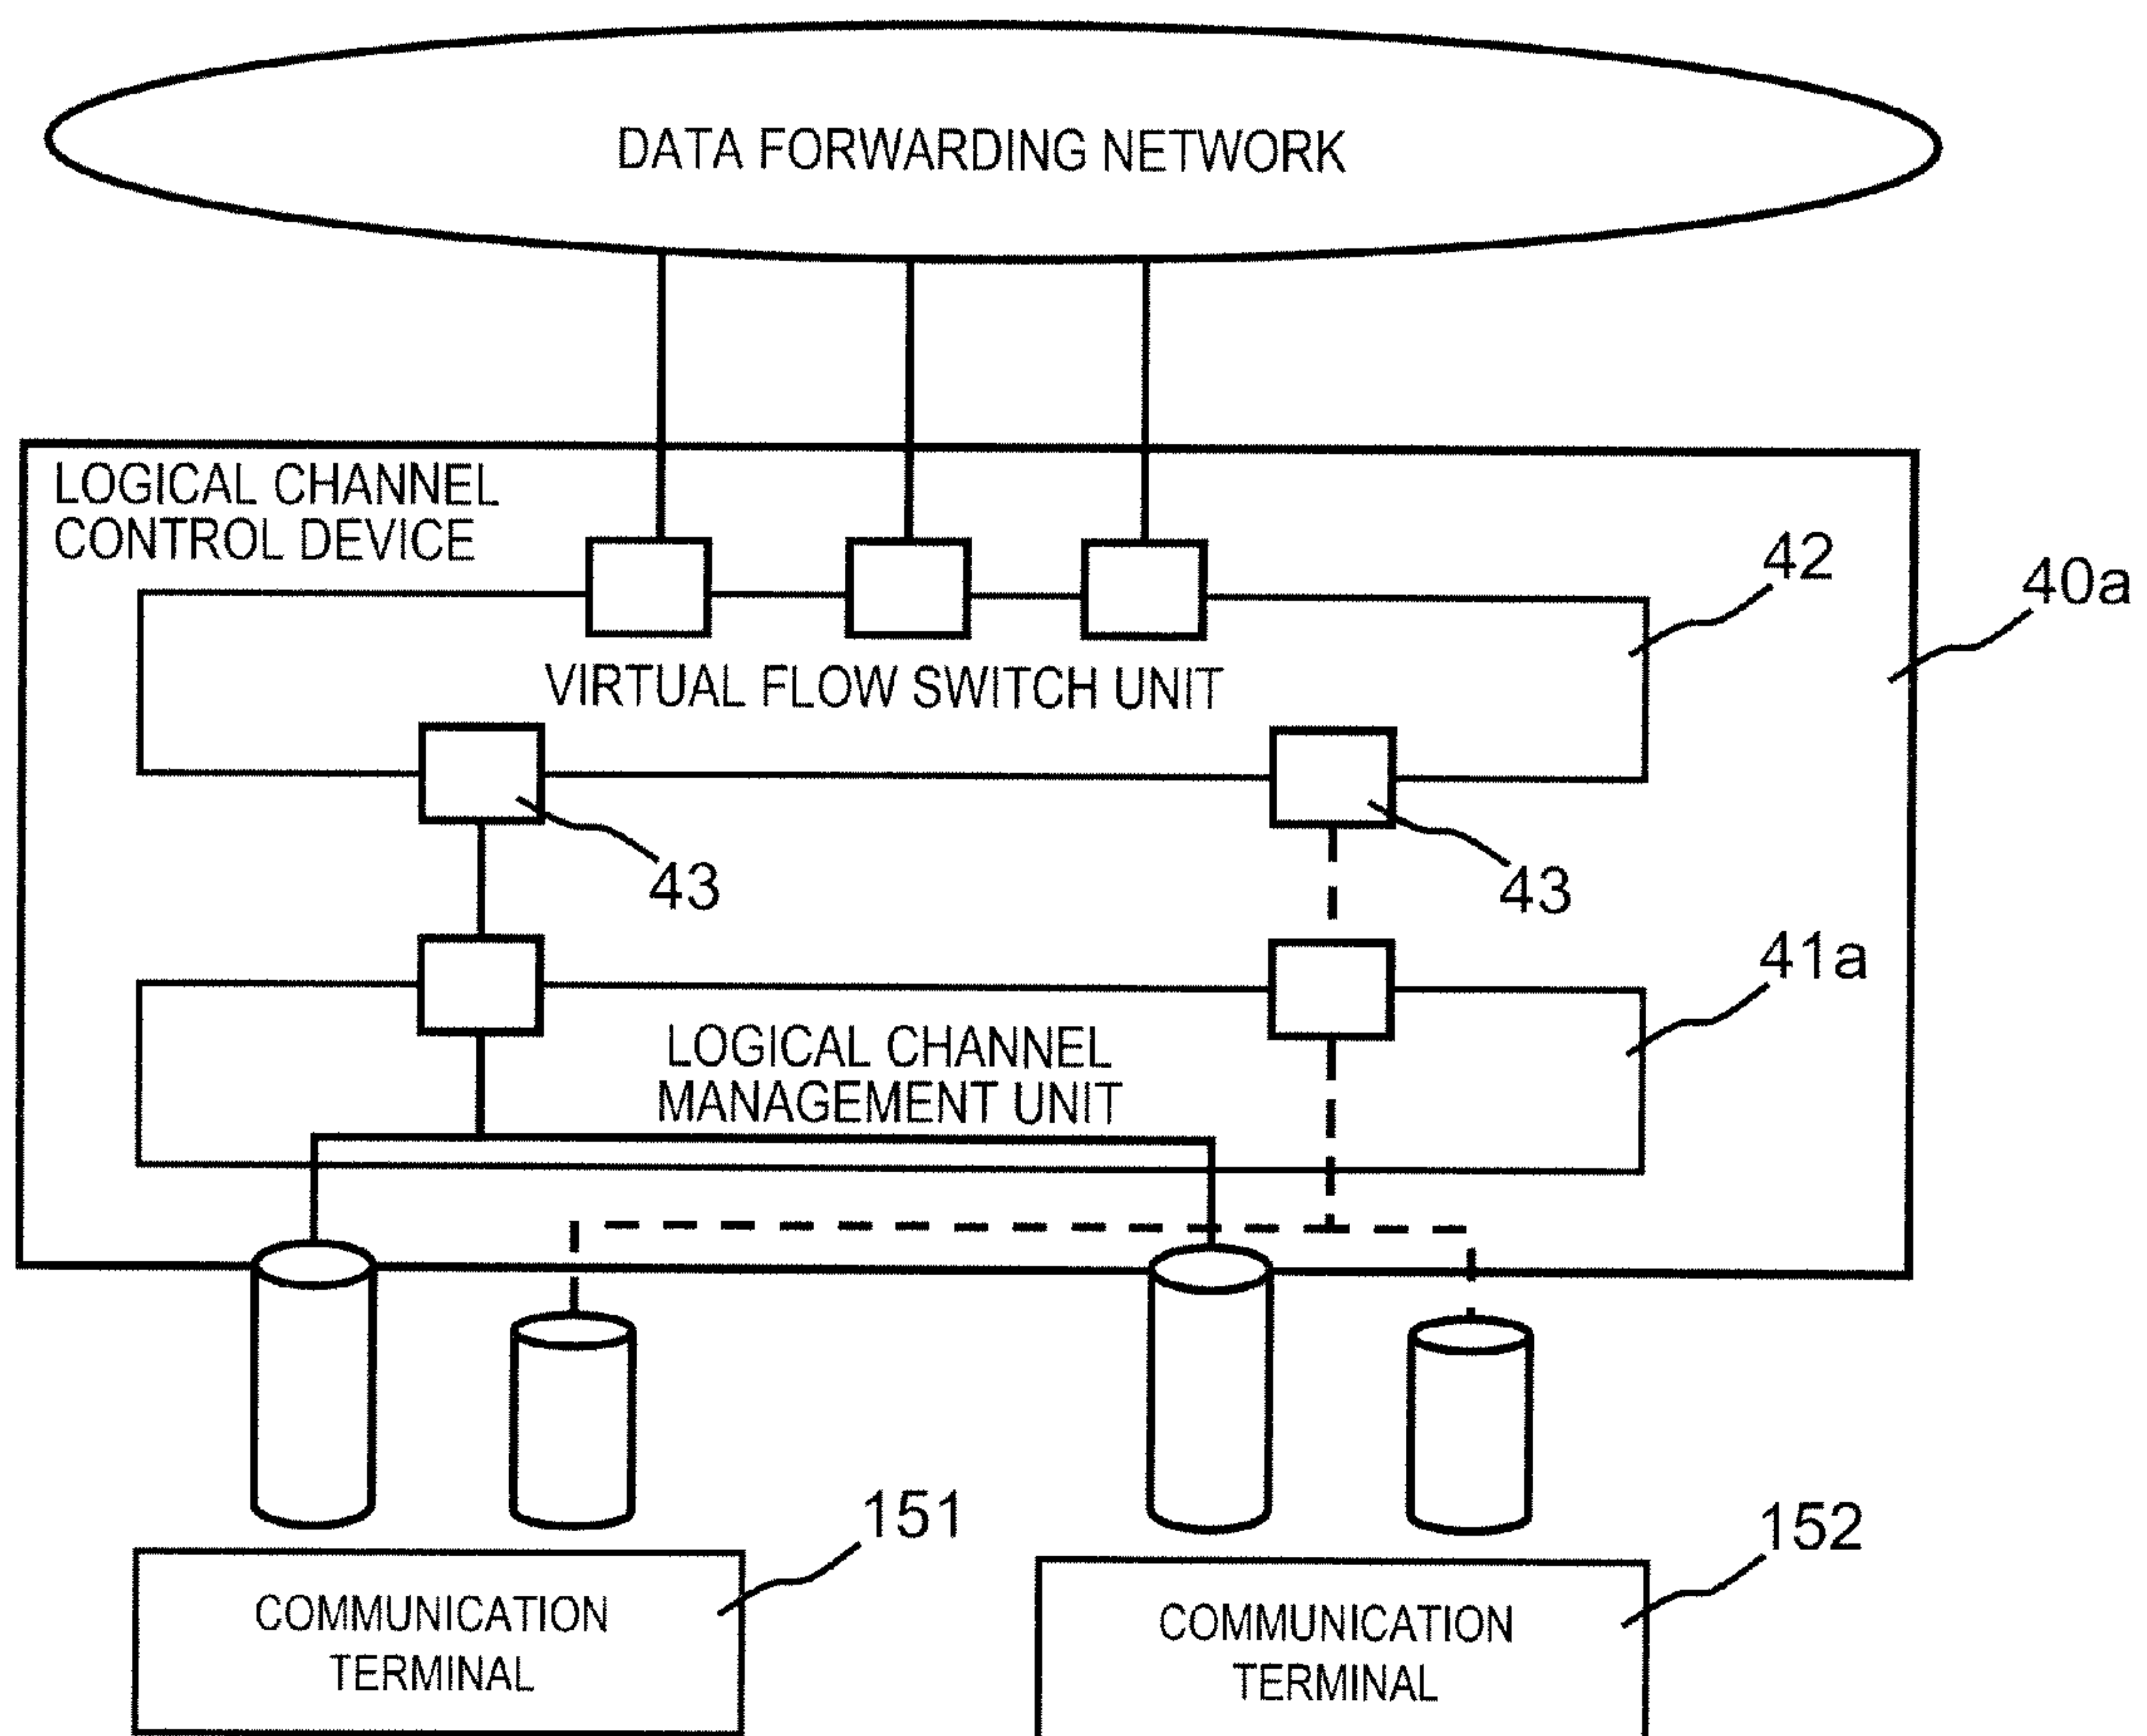 DATA FORWARDING NETWORK
LOGICAL CHANNEL
CONTROL DEVICE
42
40a
VIRTUAL FLOW SWITCH UNIT
43
43
41a
LOGICAL CHANNEL
MANAGEMENT UNIT
151
152
COMMUNICATION
TERMINAL
COMMUNICATION
TERMINAL